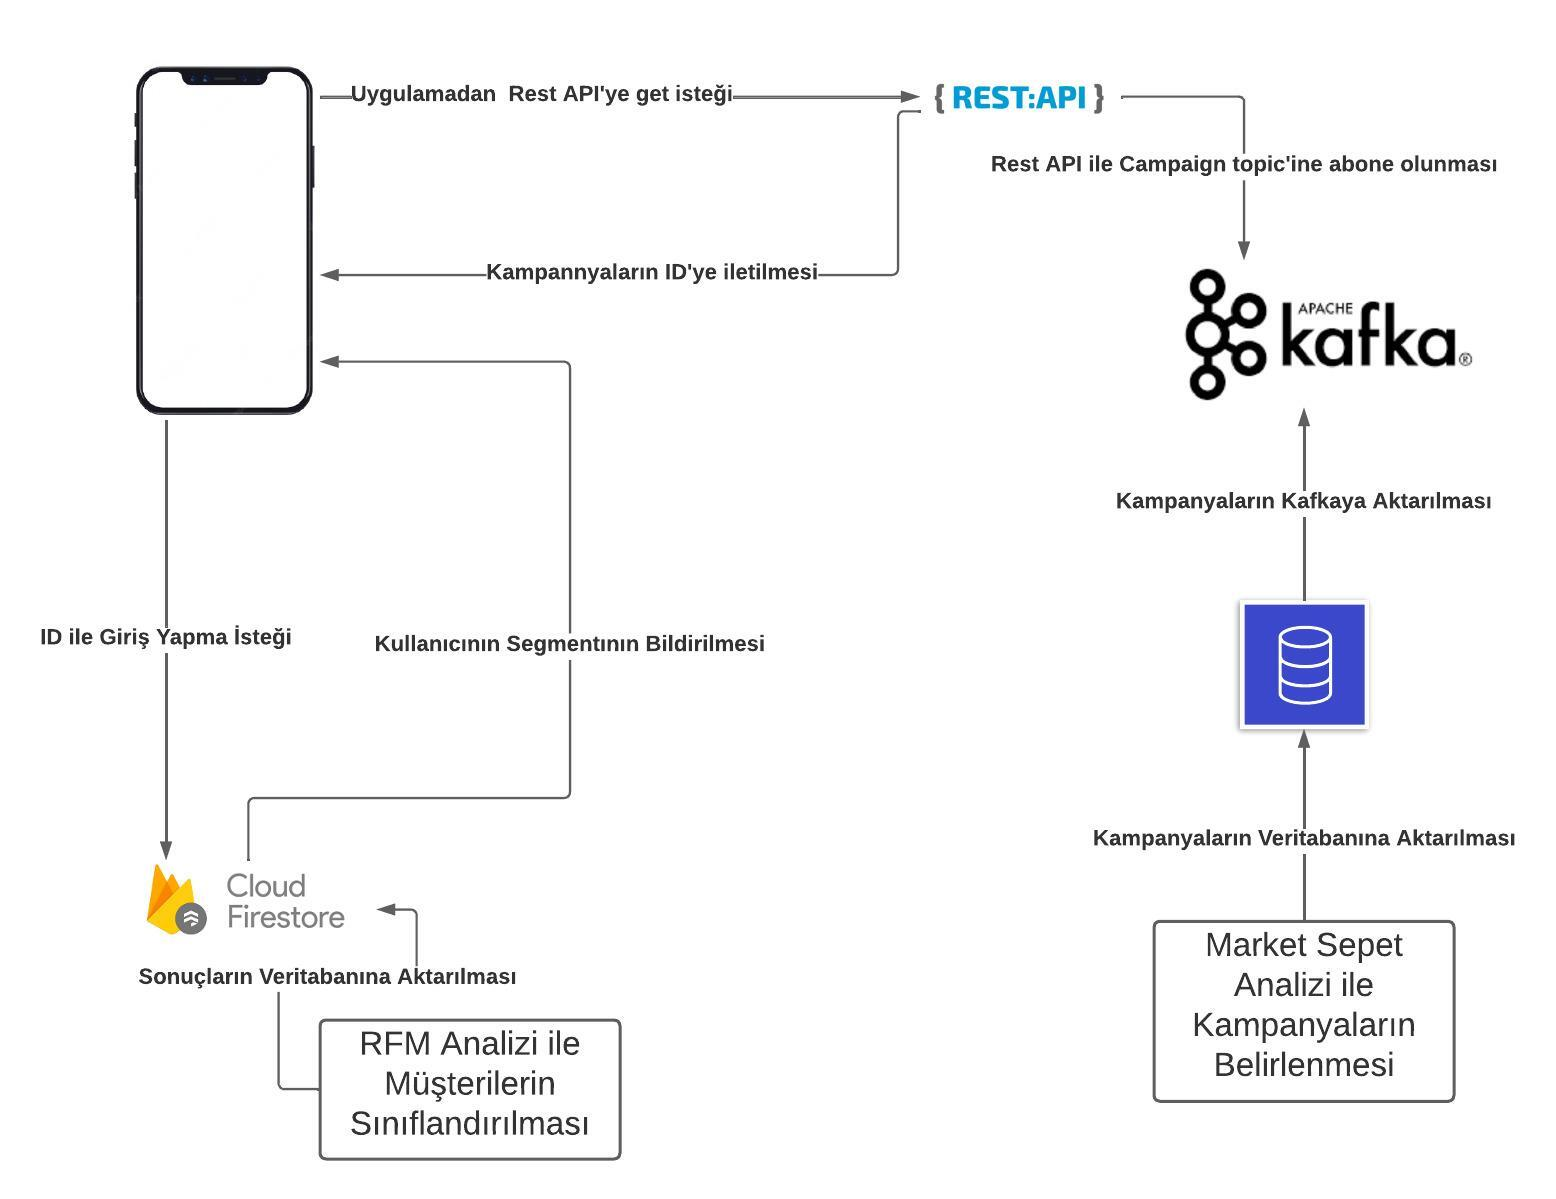 Uygulamadan  Rest API'ye get isteği
{ REST:API }
Rest API ile Campaign topic'ine abone olunması
Kampannyaların ID'ye iletilmesi
APACHE
kafka®
Kampanyaların Kafkaya Aktarılması
ID ile Giriş Yapma İsteği
Kullanıcının Segmentının Bildirilmesi
Kampanyaların Veritabanına Aktarılması
Cloud
Firestore
Sonuçların Veritabanına Aktarılması
Market Sepet
Analizi ile
Kampanyaların
Belirlenmesi
RFM Analizi ile
Müşterilerin
Sınıflandırılması